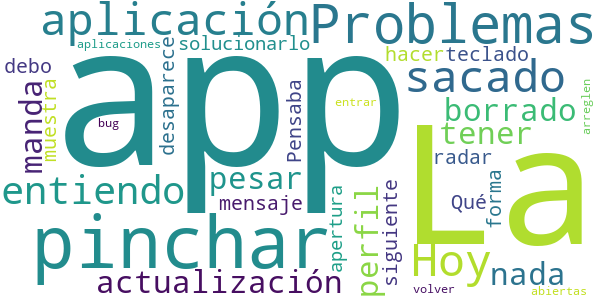 aplicación
Problemas
aplicaciones
solucionarlo
hacer
teclado
debo
app
desaparece
Pensaba
sacado
manda
muestra
bug
entrar
borrado
arreglen
La
tener
entiendo
pesar
radar
mensaje
perfil
siguiente
Qué
forma
pinchar
apertura
Hoy
nada
actualización
volver
abiertas